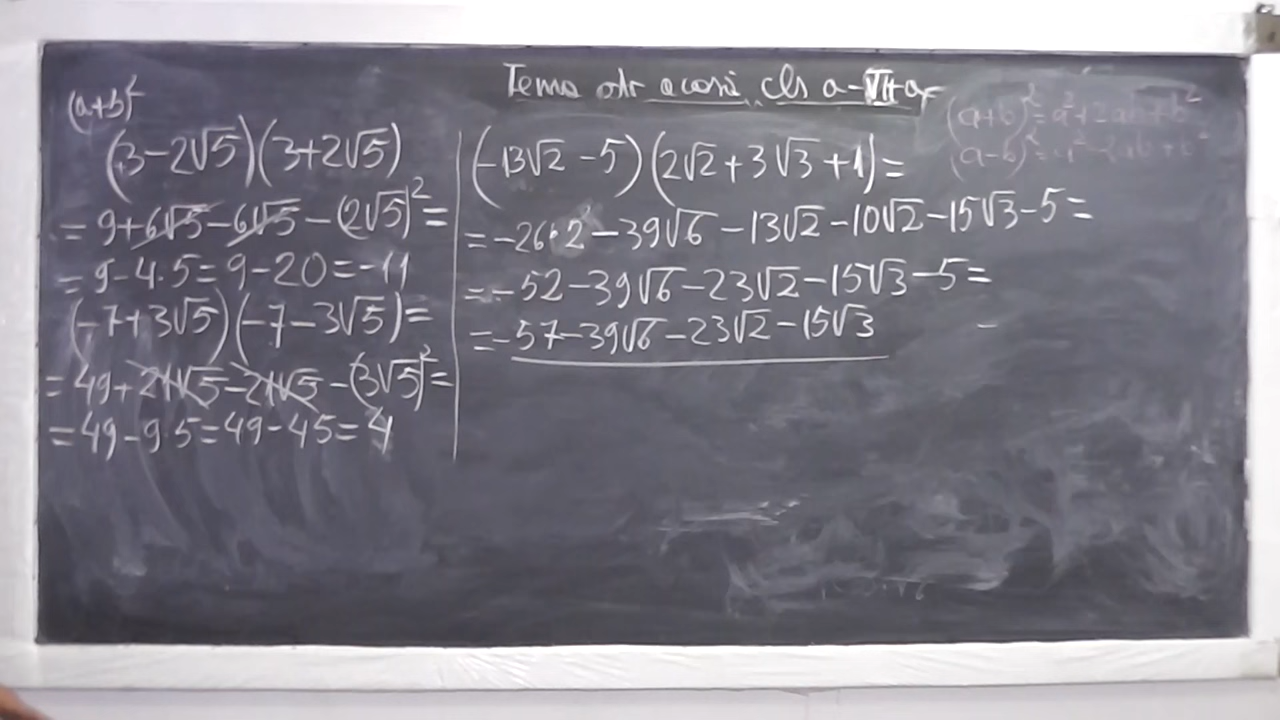 Tema
(a+b)²
(3-2√5)(3+2√5)
= 9+6√5-6√5-(2√5)²=
= 9-4·5=9-20=-11
(-7+3√5)(-7-3√5)=
= 49+21√5-21√5-(3√5)²=
= 49-9·5=49-45=4
(-13√2-5)(2√2+3√3+1)=
=-26·2-39√6-13√2-10√2-15√3-5=
=-52-39√6-23√2-15√3-5=
=-57-39√6-23√2-15√3
(a+b)²=a²+2ab+b²
(a-b)²=a²-2ab+b²